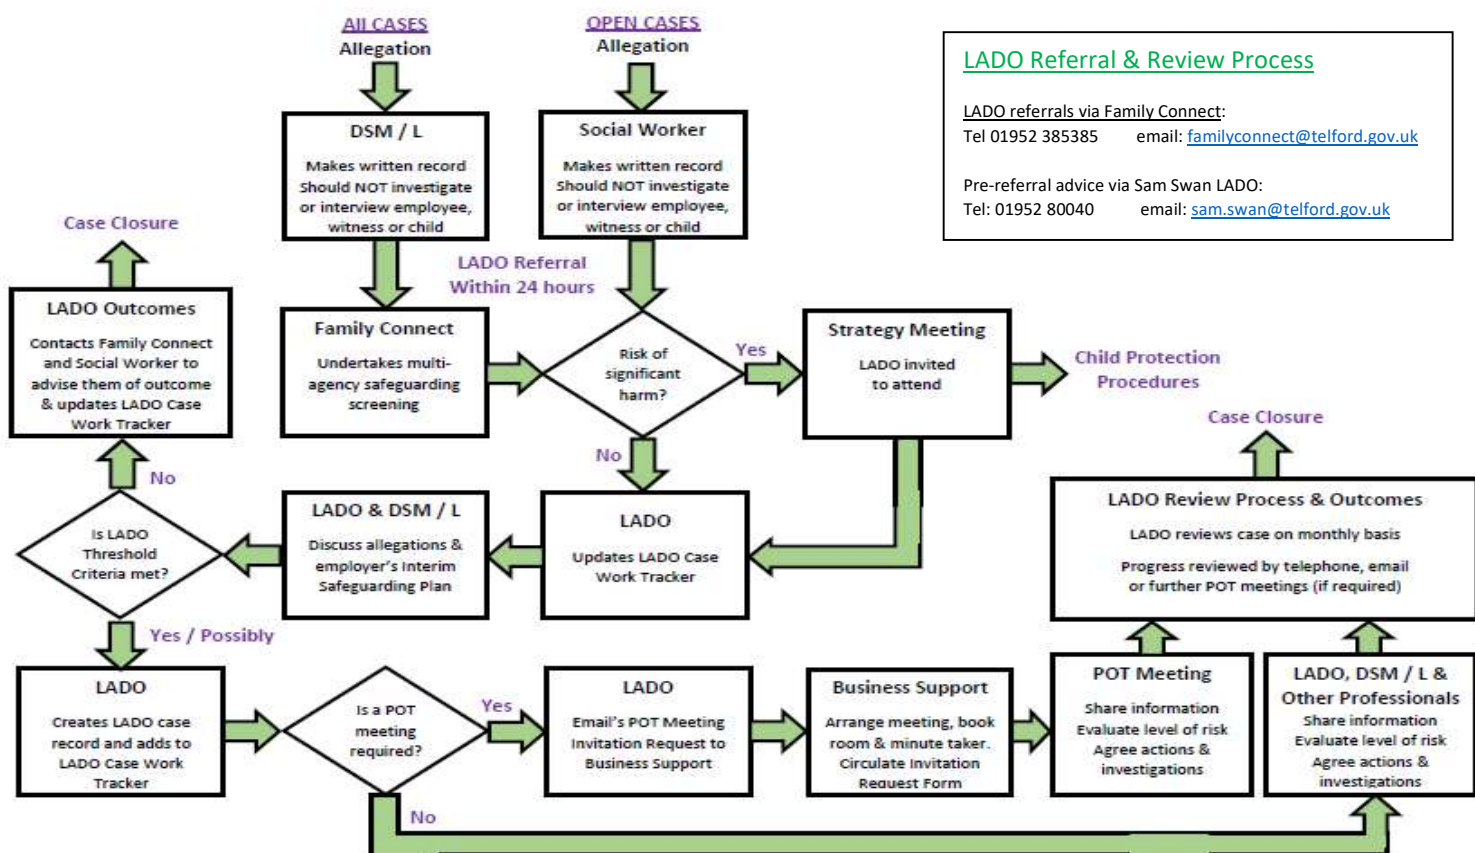 All CASES
Allegation
OPEN CASES
Allegation
LADO Referral & Review Process
LADO referrals via Family Connect:
Tel 01952 385385 email: familyconnect@telford.gov.uk
Pre-referral advice via Sam Swan LADO:
Tel: 01952 80040 email: sam.swan@telford.gov.uk
DSM / L
Makes written record
Should NOT investigate
or interview employee,
witness or child
Social Worker
Makes written record
Should NOT investigate
or interview employee,
witness or child
LADO Referral
Within 24 hours
Case Closure
LADO Outcomes
Contacts Family Connect
and Social Worker to
advise them of outcome
& updates LADO Case
Work Tracker
Family Connect
Undertakes multi-
agency safeguarding
screening
Risk of
significant
harm?
Yes
Strategy Meeting
LADO invited
to attend
Child Protection
Procedures
No
No
Is LADO
Threshold
Criteria met?
LADO & DSM / L
Discuss allegations &
employer's Interim
Safeguarding Plan
LADO
Updates LADO Case
Work Tracker
Case Closure
LADO Review Process & Outcomes
LADO reviews case on monthly basis
Progress reviewed by telephone, email
or further POT meetings (if required)
Yes / Possibly
LADO
Creates LADO case
record and adds to
LADO Case Work
Tracker
Is a POT
meeting
required?
Yes
LADO
Email's POT Meeting
Invitation Request to
Business Support
Business Support
Arrange meeting, book
room & minute taker.
Circulate Invitation
Request Form
POT Meeting
Share information
Evaluate level of risk
Agree actions &
investigations
LADO, DSM / L &
Other Professionals
Share information
Evaluate level of risk
Agree actions &
investigations
No